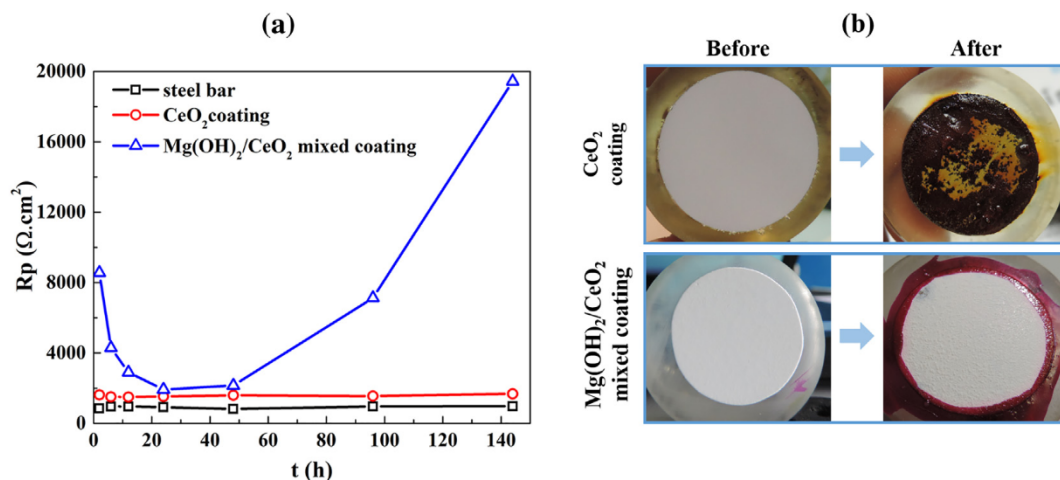 (a)
20000
16000
12000
8000
4000
0
Rp (Ω.cm²)
steel bar
CeO₂coating
Mg(OH)₂/CeO₂ mixed coating
0 20 40 60 80 100 120 140
t (h)
(b)
Before After
CeO₂
coating
Mg(OH)₂/CeO₂
mixed coating